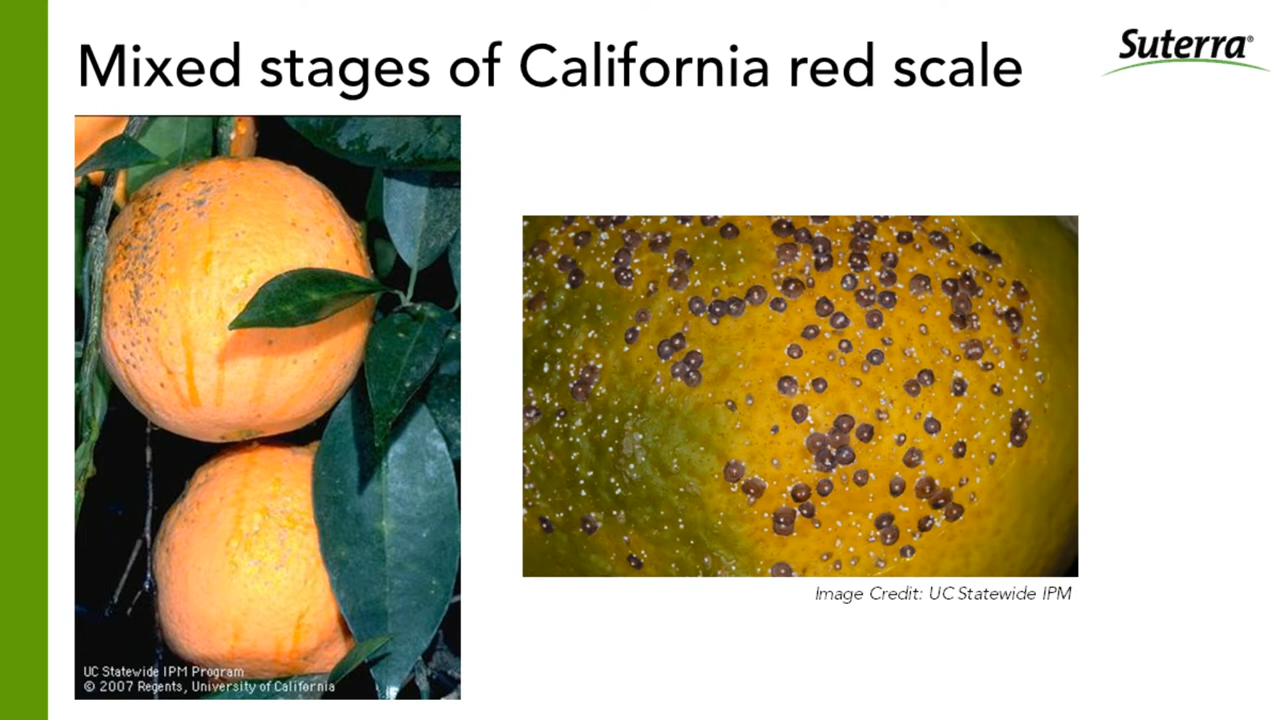 Mixed stages of California red scale
Suterra®
UC Statewide IPM Program
© 2007 Regents, University of California
Image Credit: UC Statewide IPM